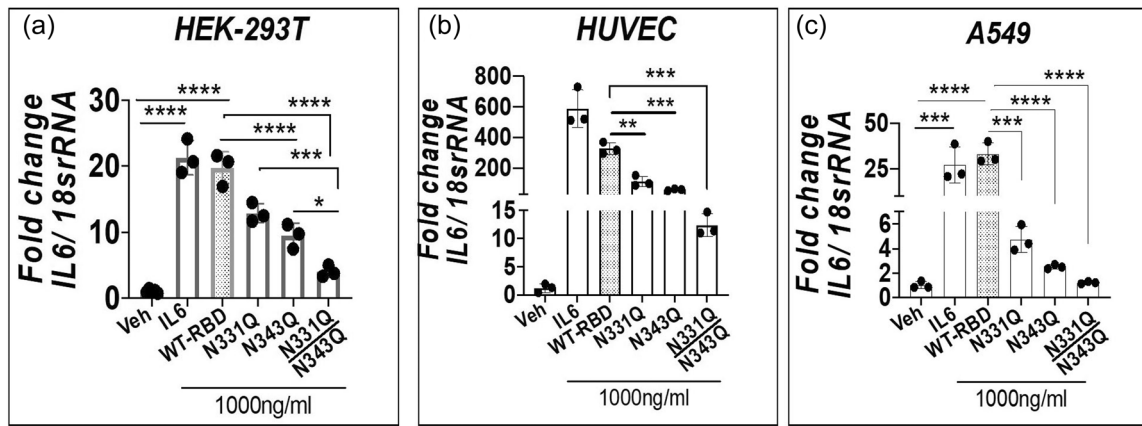 (a) HEK-293T
Fold change
IL6/ 18srRNA
30
20
10
0
****
****
****
****
***
*
Veh
IL6
WT-RBD
N331Q
N343Q
N331Q
N343Q
1000ng/ml
(b) HUVEC
Fold change
IL6/ 18srRNA
800
600
400
200
15
10
5
0
***
***
**
Veh
IL6
WT-RBD
N331Q
N343Q
N331Q
N343Q
1000ng/ml
(c) A549
Fold change
IL6/ 18srRNA
50
25
6
4
2
0
****
****
****
***
***
Veh
IL6
WT-RBD
N331Q
N343Q
N331Q
N343Q
1000ng/ml